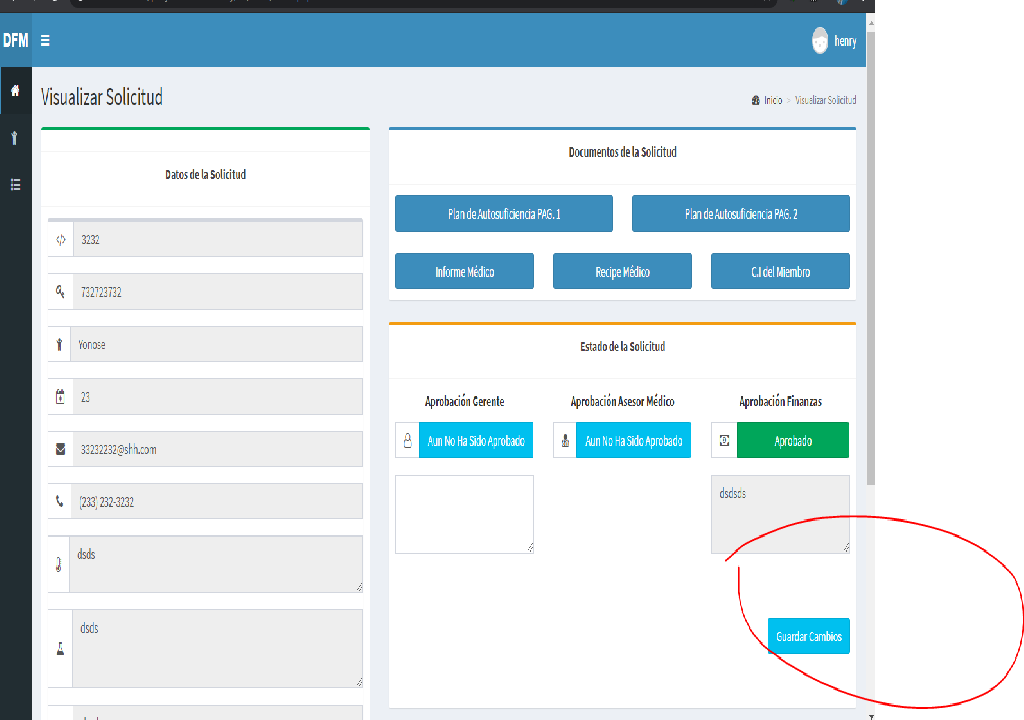 DFM
henry
Visualizar Solicitud
Inicio > Visualizar Solicitud
Datos de la Solicitud
3232
732723732
Yonose
23
33232232@shh.com
(233) 232-3232
dsds
dsds
Documentos de la Solicitud
Plan de Autosuficiencia PAG. 1
Plan de Autosuficiencia PAG. 2
Informe Médico
Recipe Médico
C.I del Miembro
Estado de la Solicitud
Aprobación Gerente
Aprobación Asesor Médico
Aprobación Finanzas
Aun No Ha Sido Aprobado
Aun No Ha Sido Aprobado
Aprobado
dsdsds
Guardar Cambios